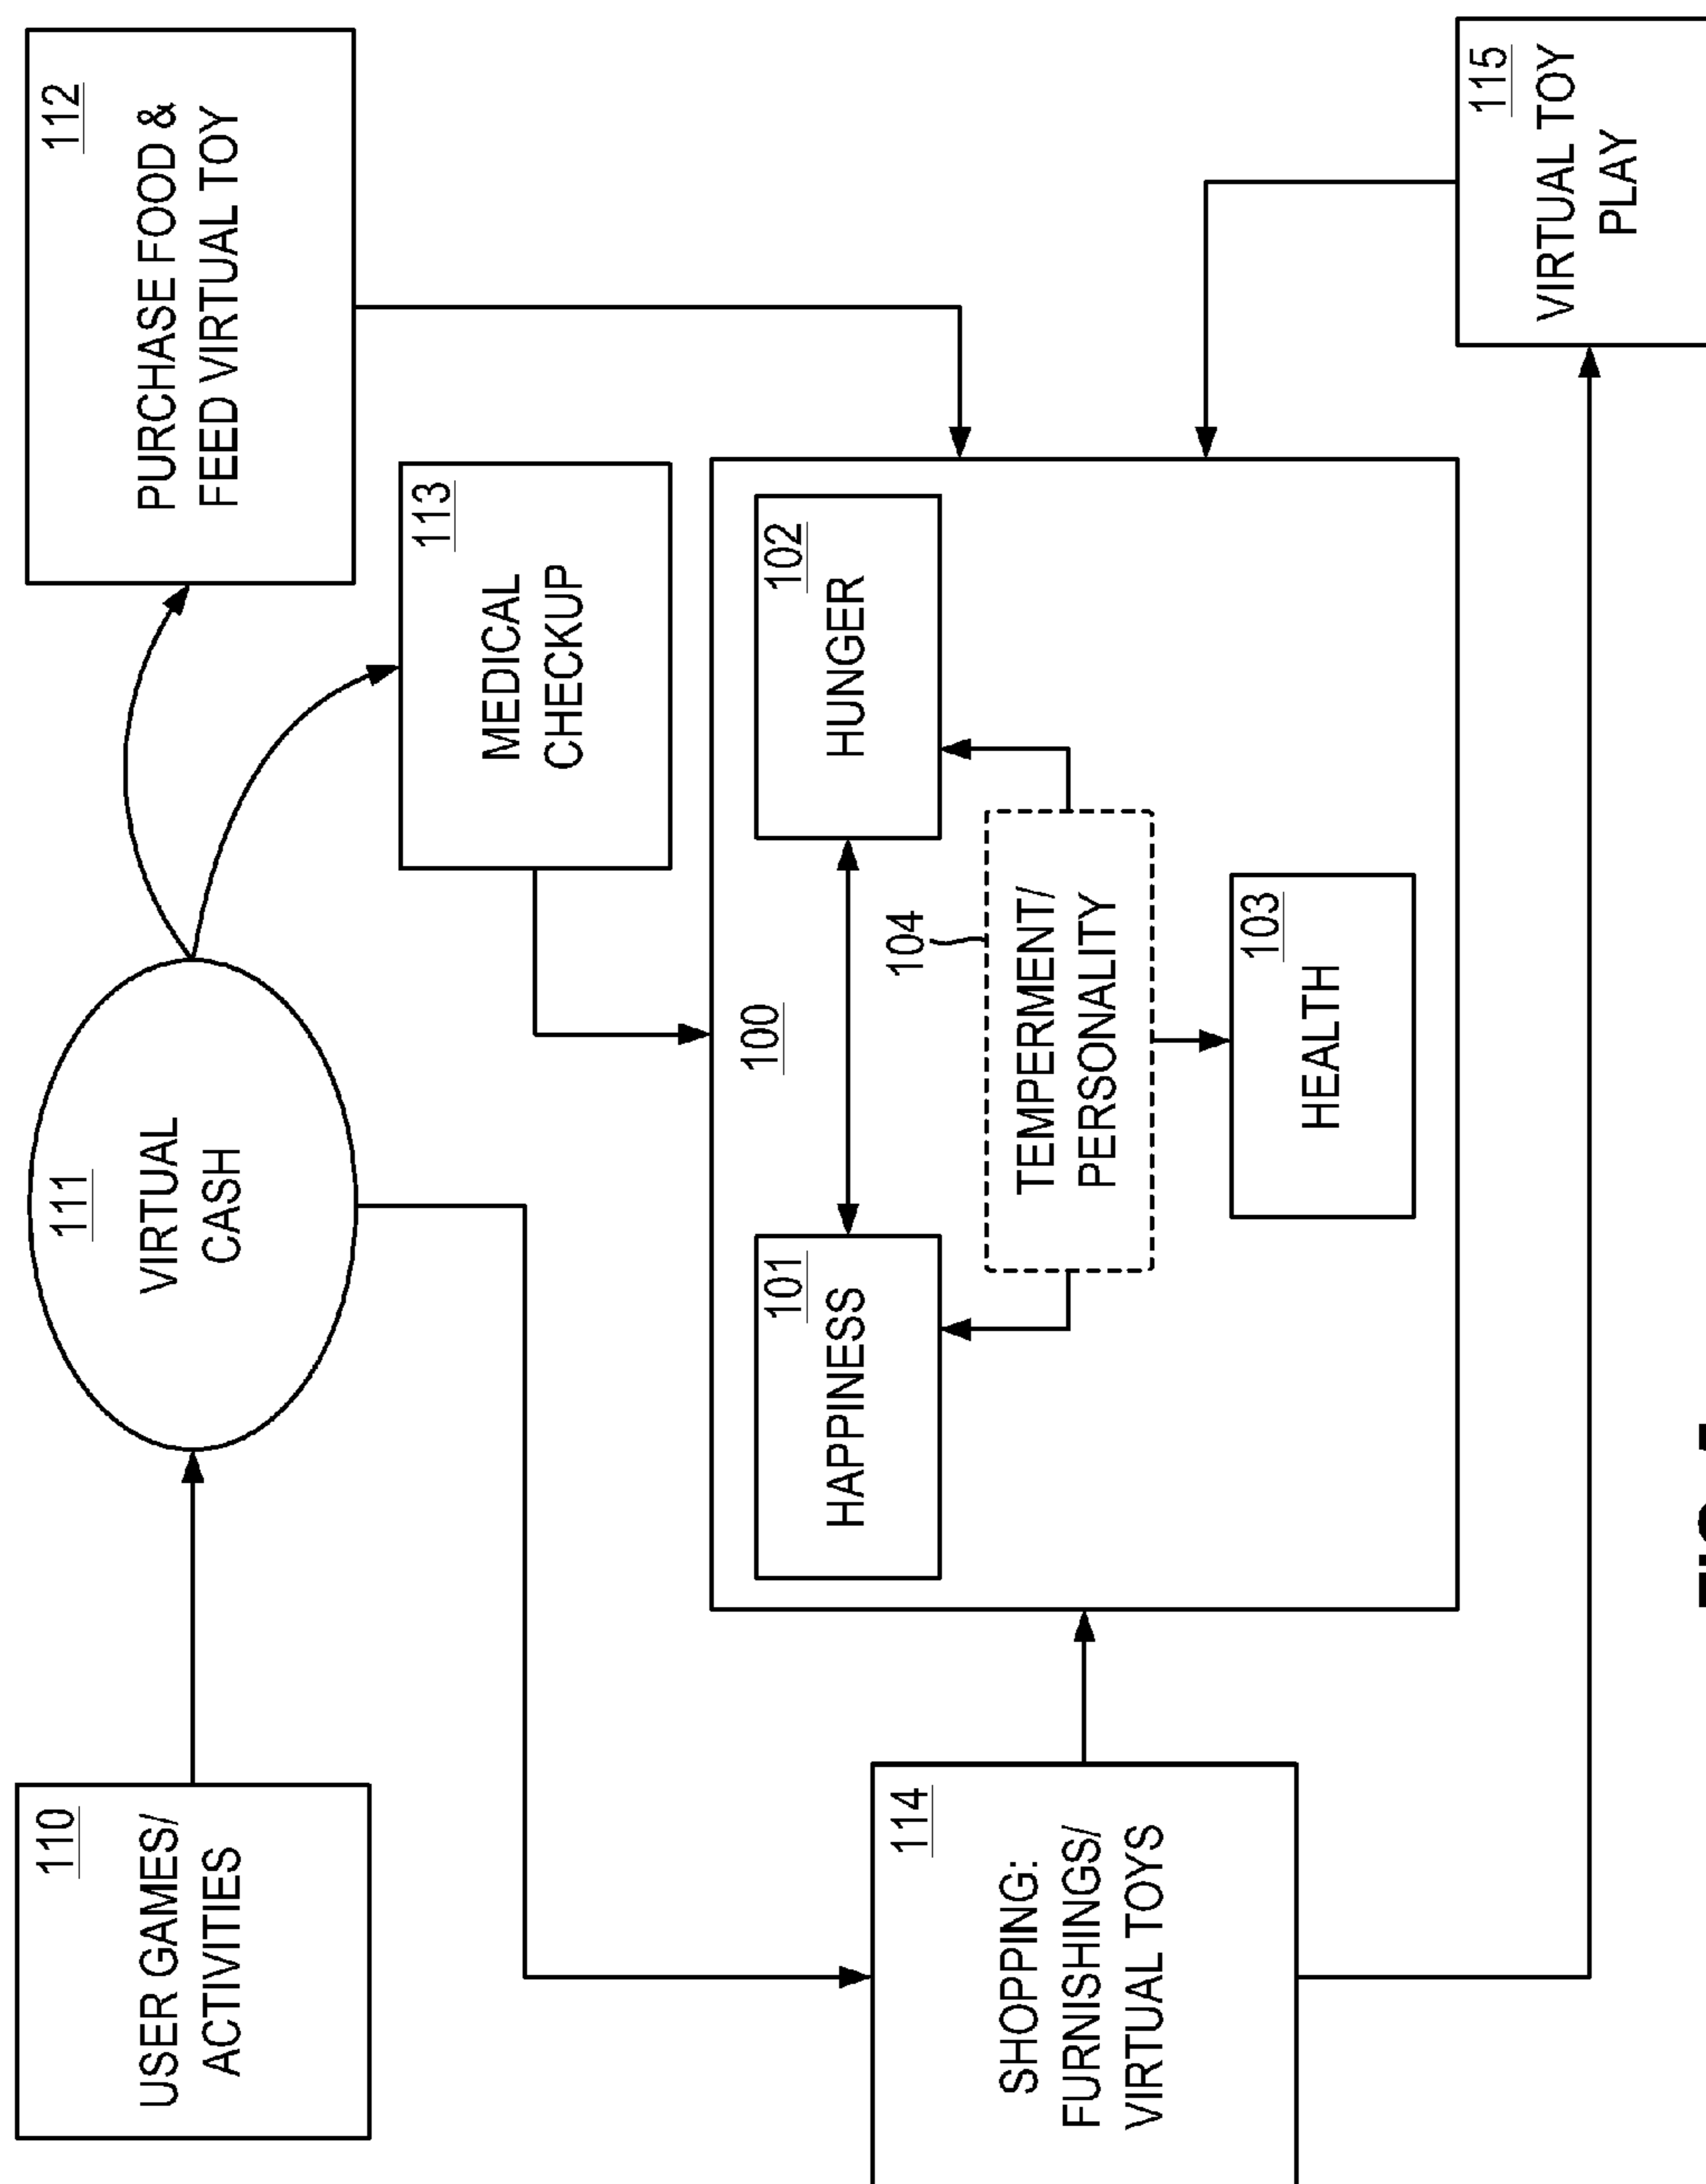 110
USER GAMES/
ACTIVITIES
111
VIRTUAL
CASH
112
PURCHASE FOOD &
FEED VIRTUAL TOY
113
MEDICAL
CHECKUP
114
SHOPPING:
FURNISHINGS/
VIRTUAL TOYS
100
101
HAPPINESS
102
HUNGER
104
TEMPERMENT/
PERSONALITY
103
HEALTH
115
VIRTUAL TOY
PLAY